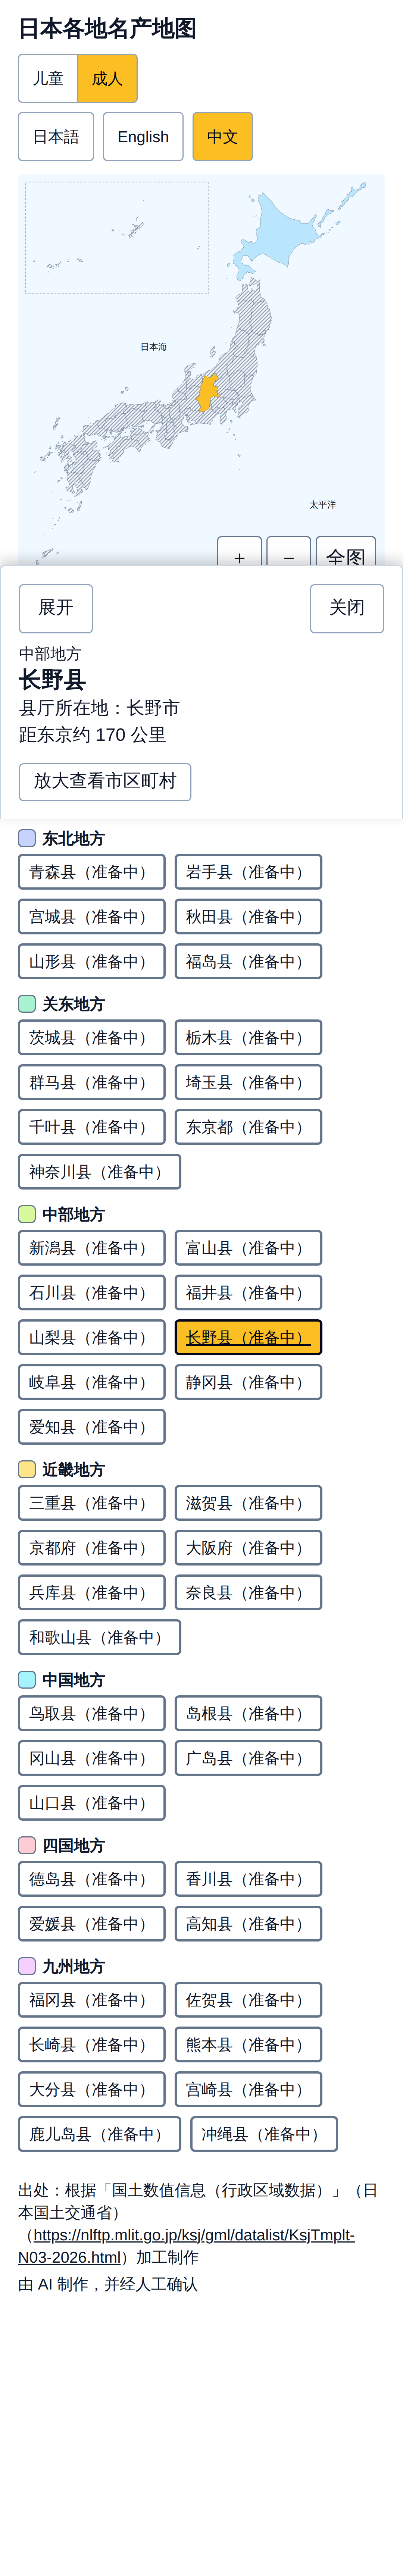 日本各地名产地图
儿童 成人
日本語 English 中文
日本海
太平洋
+ − 全图
展开 关闭
中部地方
长野县
县厅所在地：长野市
距东京约 170 公里
放大查看市区町村
东北地方
青森县（准备中） 岩手县（准备中）
宫城县（准备中） 秋田县（准备中）
山形县（准备中） 福岛县（准备中）
关东地方
茨城县（准备中） 栃木县（准备中）
群马县（准备中） 埼玉县（准备中）
千叶县（准备中） 东京都（准备中）
神奈川县（准备中）
中部地方
新潟县（准备中） 富山县（准备中）
石川县（准备中） 福井县（准备中）
山梨县（准备中） 长野县（准备中）
岐阜县（准备中） 静冈县（准备中）
爱知县（准备中）
近畿地方
三重县（准备中） 滋贺县（准备中）
京都府（准备中） 大阪府（准备中）
兵库县（准备中） 奈良县（准备中）
和歌山县（准备中）
中国地方
鸟取县（准备中） 岛根县（准备中）
冈山县（准备中） 广岛县（准备中）
山口县（准备中）
四国地方
德岛县（准备中） 香川县（准备中）
爱媛县（准备中） 高知县（准备中）
九州地方
福冈县（准备中） 佐贺县（准备中）
长崎县（准备中） 熊本县（准备中）
大分县（准备中） 宫崎县（准备中）
鹿儿岛县（准备中） 冲绳县（准备中）
出处：根据「国土数值信息（行政区域数据）」（日
本国土交通省）
（https://nlftp.mlit.go.jp/ksj/gml/datalist/KsjTmplt-
N03-2026.html）加工制作
由 AI 制作，并经人工确认